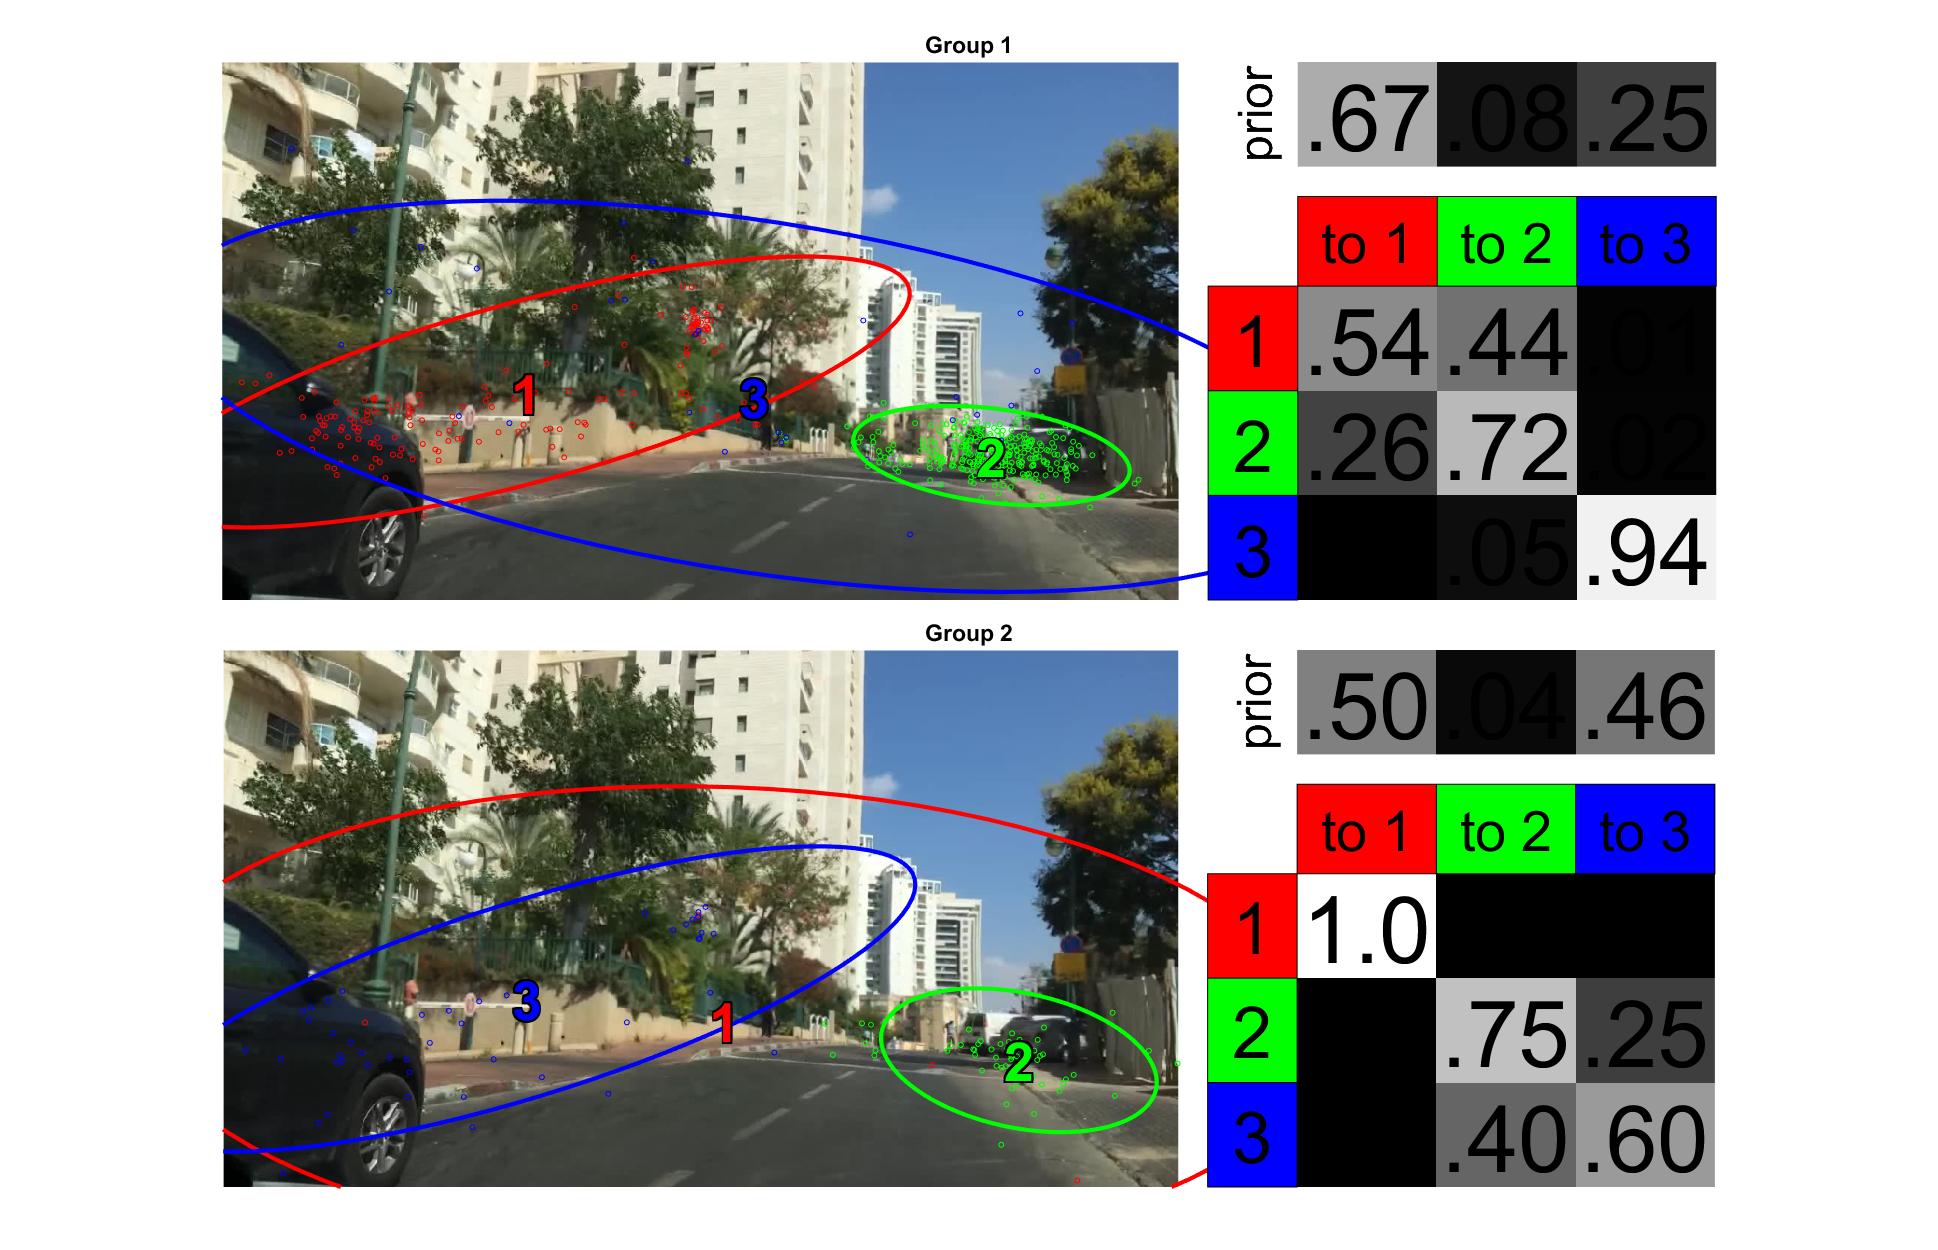 Group 1
prior .67 .08 .25
to 1 to 2 to 3
1 .54 .44 .01
1 3
2 .26 .72 .02
2
3 .05 .94
Group 2
prior .50 .04 .46
to 1 to 2 to 3
1 1.0
3 1
2 .75 .25
2
3 .40 .60